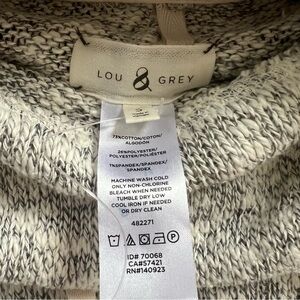 LOU & GREY
73%COTTON/COTON/
ALGODÓN
26%POLYESTER/
POLYESTER/POLIESTER
1%SPANDEX/SPANDEX/
SPANDEX
MACHINE WASH COLD
ONLY NON-CHLORINE
BLEACH WHEN NEEDED
TUMBLE DRY LOW
COOL IRON IF NEEDED
OR DRY CLEAN
482271
ID# 70068
CA#57421
RN#140923